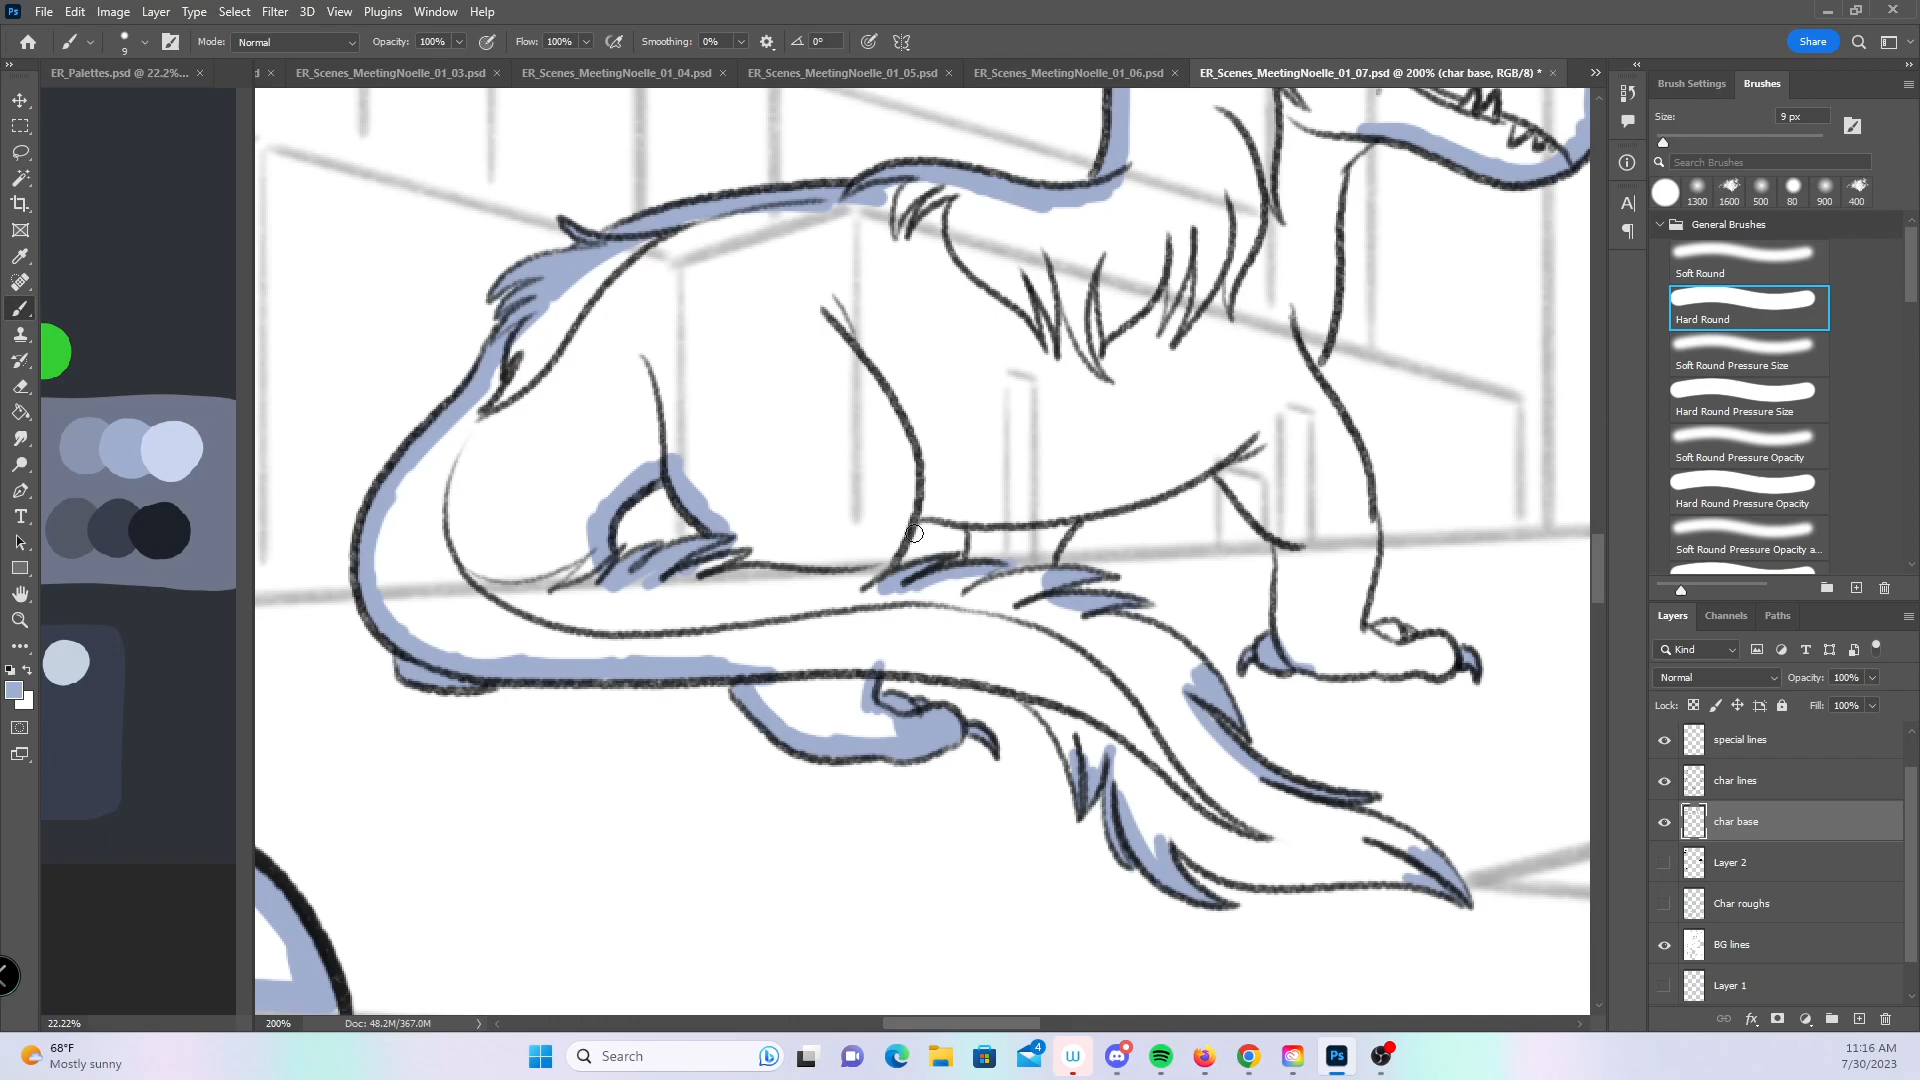 File Edit Image Layer Type Select Filter 3D View Plugins Window Help
9 Mode: Normal Opacity: 100% Flow: 100% Smoothing: 0% 0° Share
ER_Palettes.psd @ 22.2%... × d × ER_Scenes_MeetingNoelle_01_03.psd × ER_Scenes_MeetingNoelle_01_04.psd × ER_Scenes_MeetingNoelle_01_05.psd × ER_Scenes_MeetingNoelle_01_06.psd × ER_Scenes_MeetingNoelle_01_07.psd @ 200% (char base, RGB/8) * ×
Brush Settings Brushes
Size: 9 px
Search Brushes
1300 1600 500 80 900 400
General Brushes
Soft Round
Hard Round
Soft Round Pressure Size
Hard Round Pressure Size
Soft Round Pressure Opacity
Hard Round Pressure Opacity
Soft Round Pressure Opacity a...
Layers Channels Paths
Kind
Normal Opacity: 100%
Lock: Fill: 100%
special lines
char lines
char base
Layer 2
Char roughs
BG lines
Layer 1
22.22% 200% Doc: 48.2M/367.0M
68°F
Mostly sunny
Search
4
11:16 AM
7/30/2023